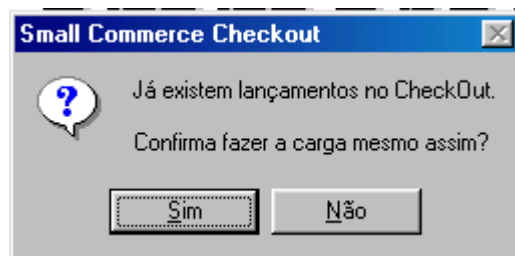 Small Commerce Checkout
Já existem lançamentos no CheckOut.
Confirma fazer a carga mesmo assim?
Sim Não